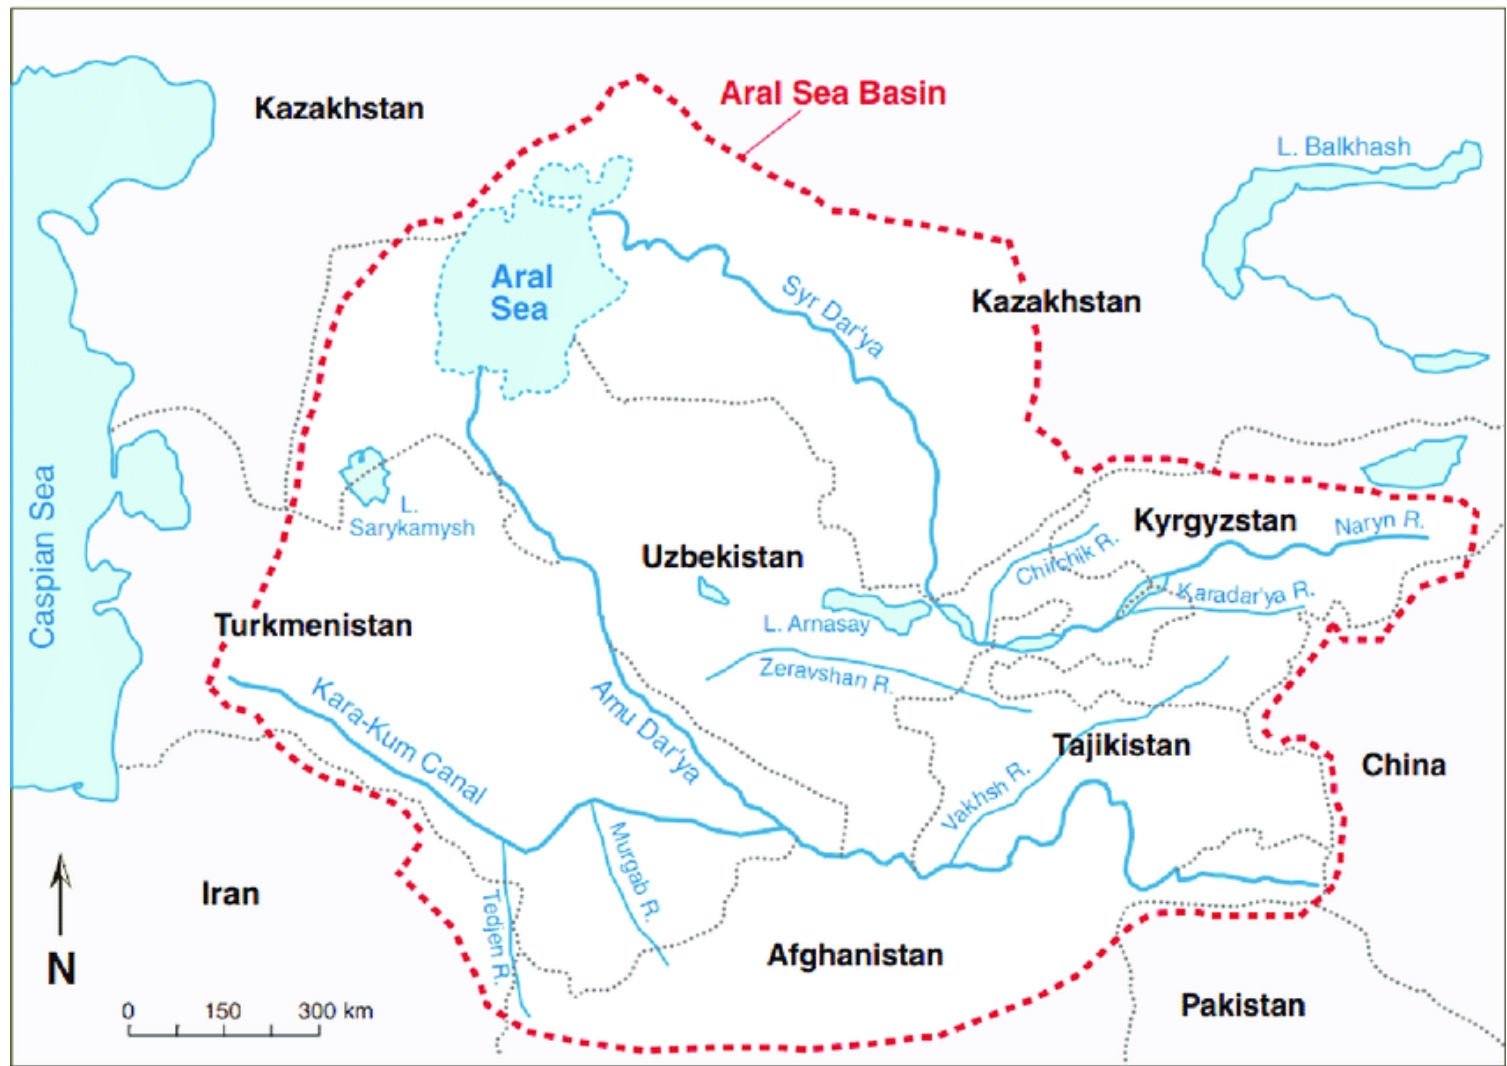 Aral Sea Basin
Kazakhstan
L. Balkhash
Aral
Sea
Syr Dar'ya
Kazakhstan
Caspian Sea
L.
Sarykamysh
Uzbekistan
Kyrgyzstan
Naryn R.
Chirchik R.
Karadar'ya R.
L. Arnasay
Turkmenistan
Zeravshan R.
Kara-Kum Canal
Amu Dar'ya
Tajikistan
China
Vakhsh R.
Murgab R.
Tedjen R.
Iran
Afghanistan
N
Pakistan
0 150 300 km